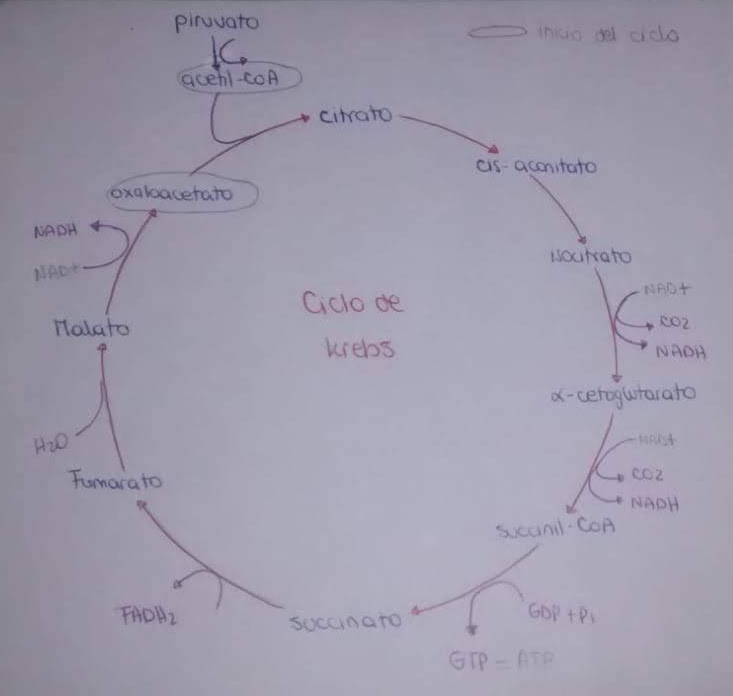 piruvato
inicio del ciclo
acetil-CoA
citrato
cis-aconitato
oxaloacetato
NADH
NAD+
Isocitrato
NAD+
CO2
NADH
Ciclo de
krebs
Malato
α-cetoglutarato
H2O
NAD+
CO2
NADH
Fumarato
succinil-CoA
FADH2
succinato
GDP + Pi
GTP = ATP